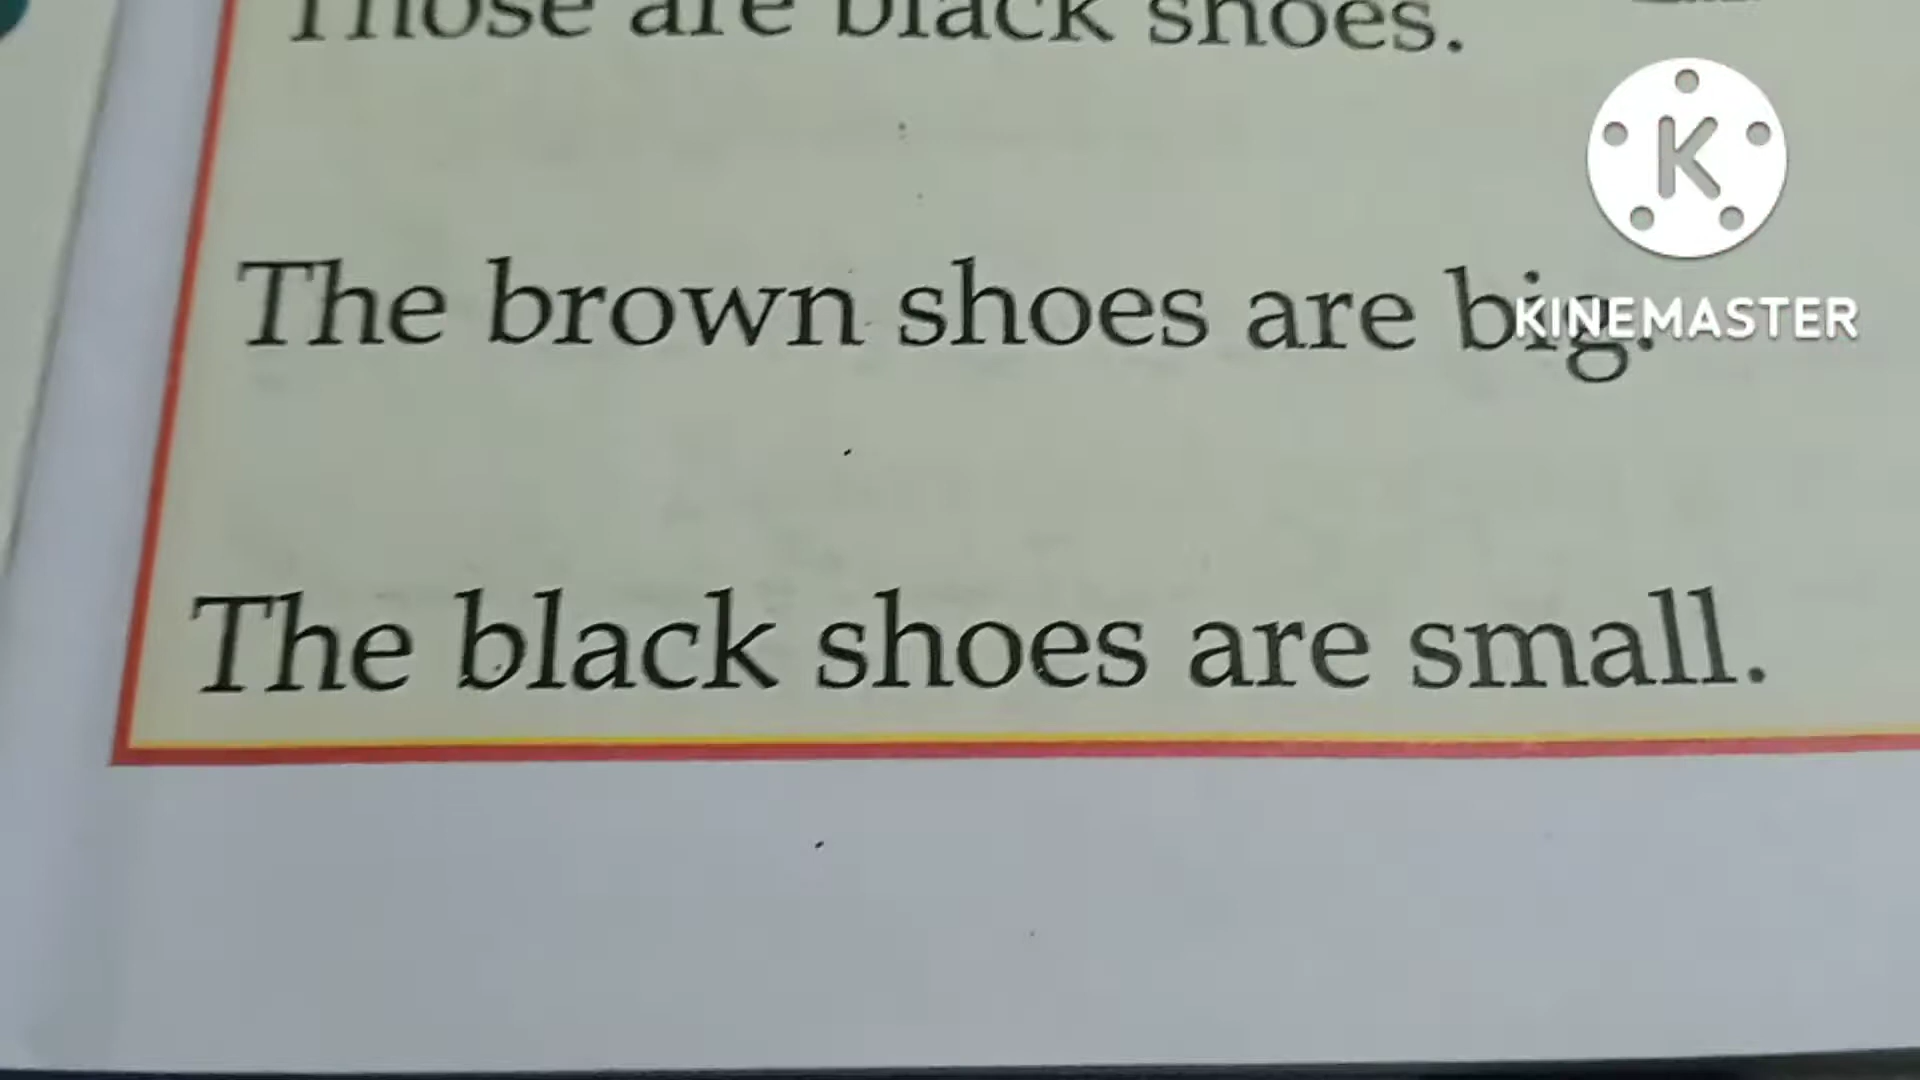 Those are black shoes.
The brown shoes are big.
KINEMASTER
The black shoes are small.